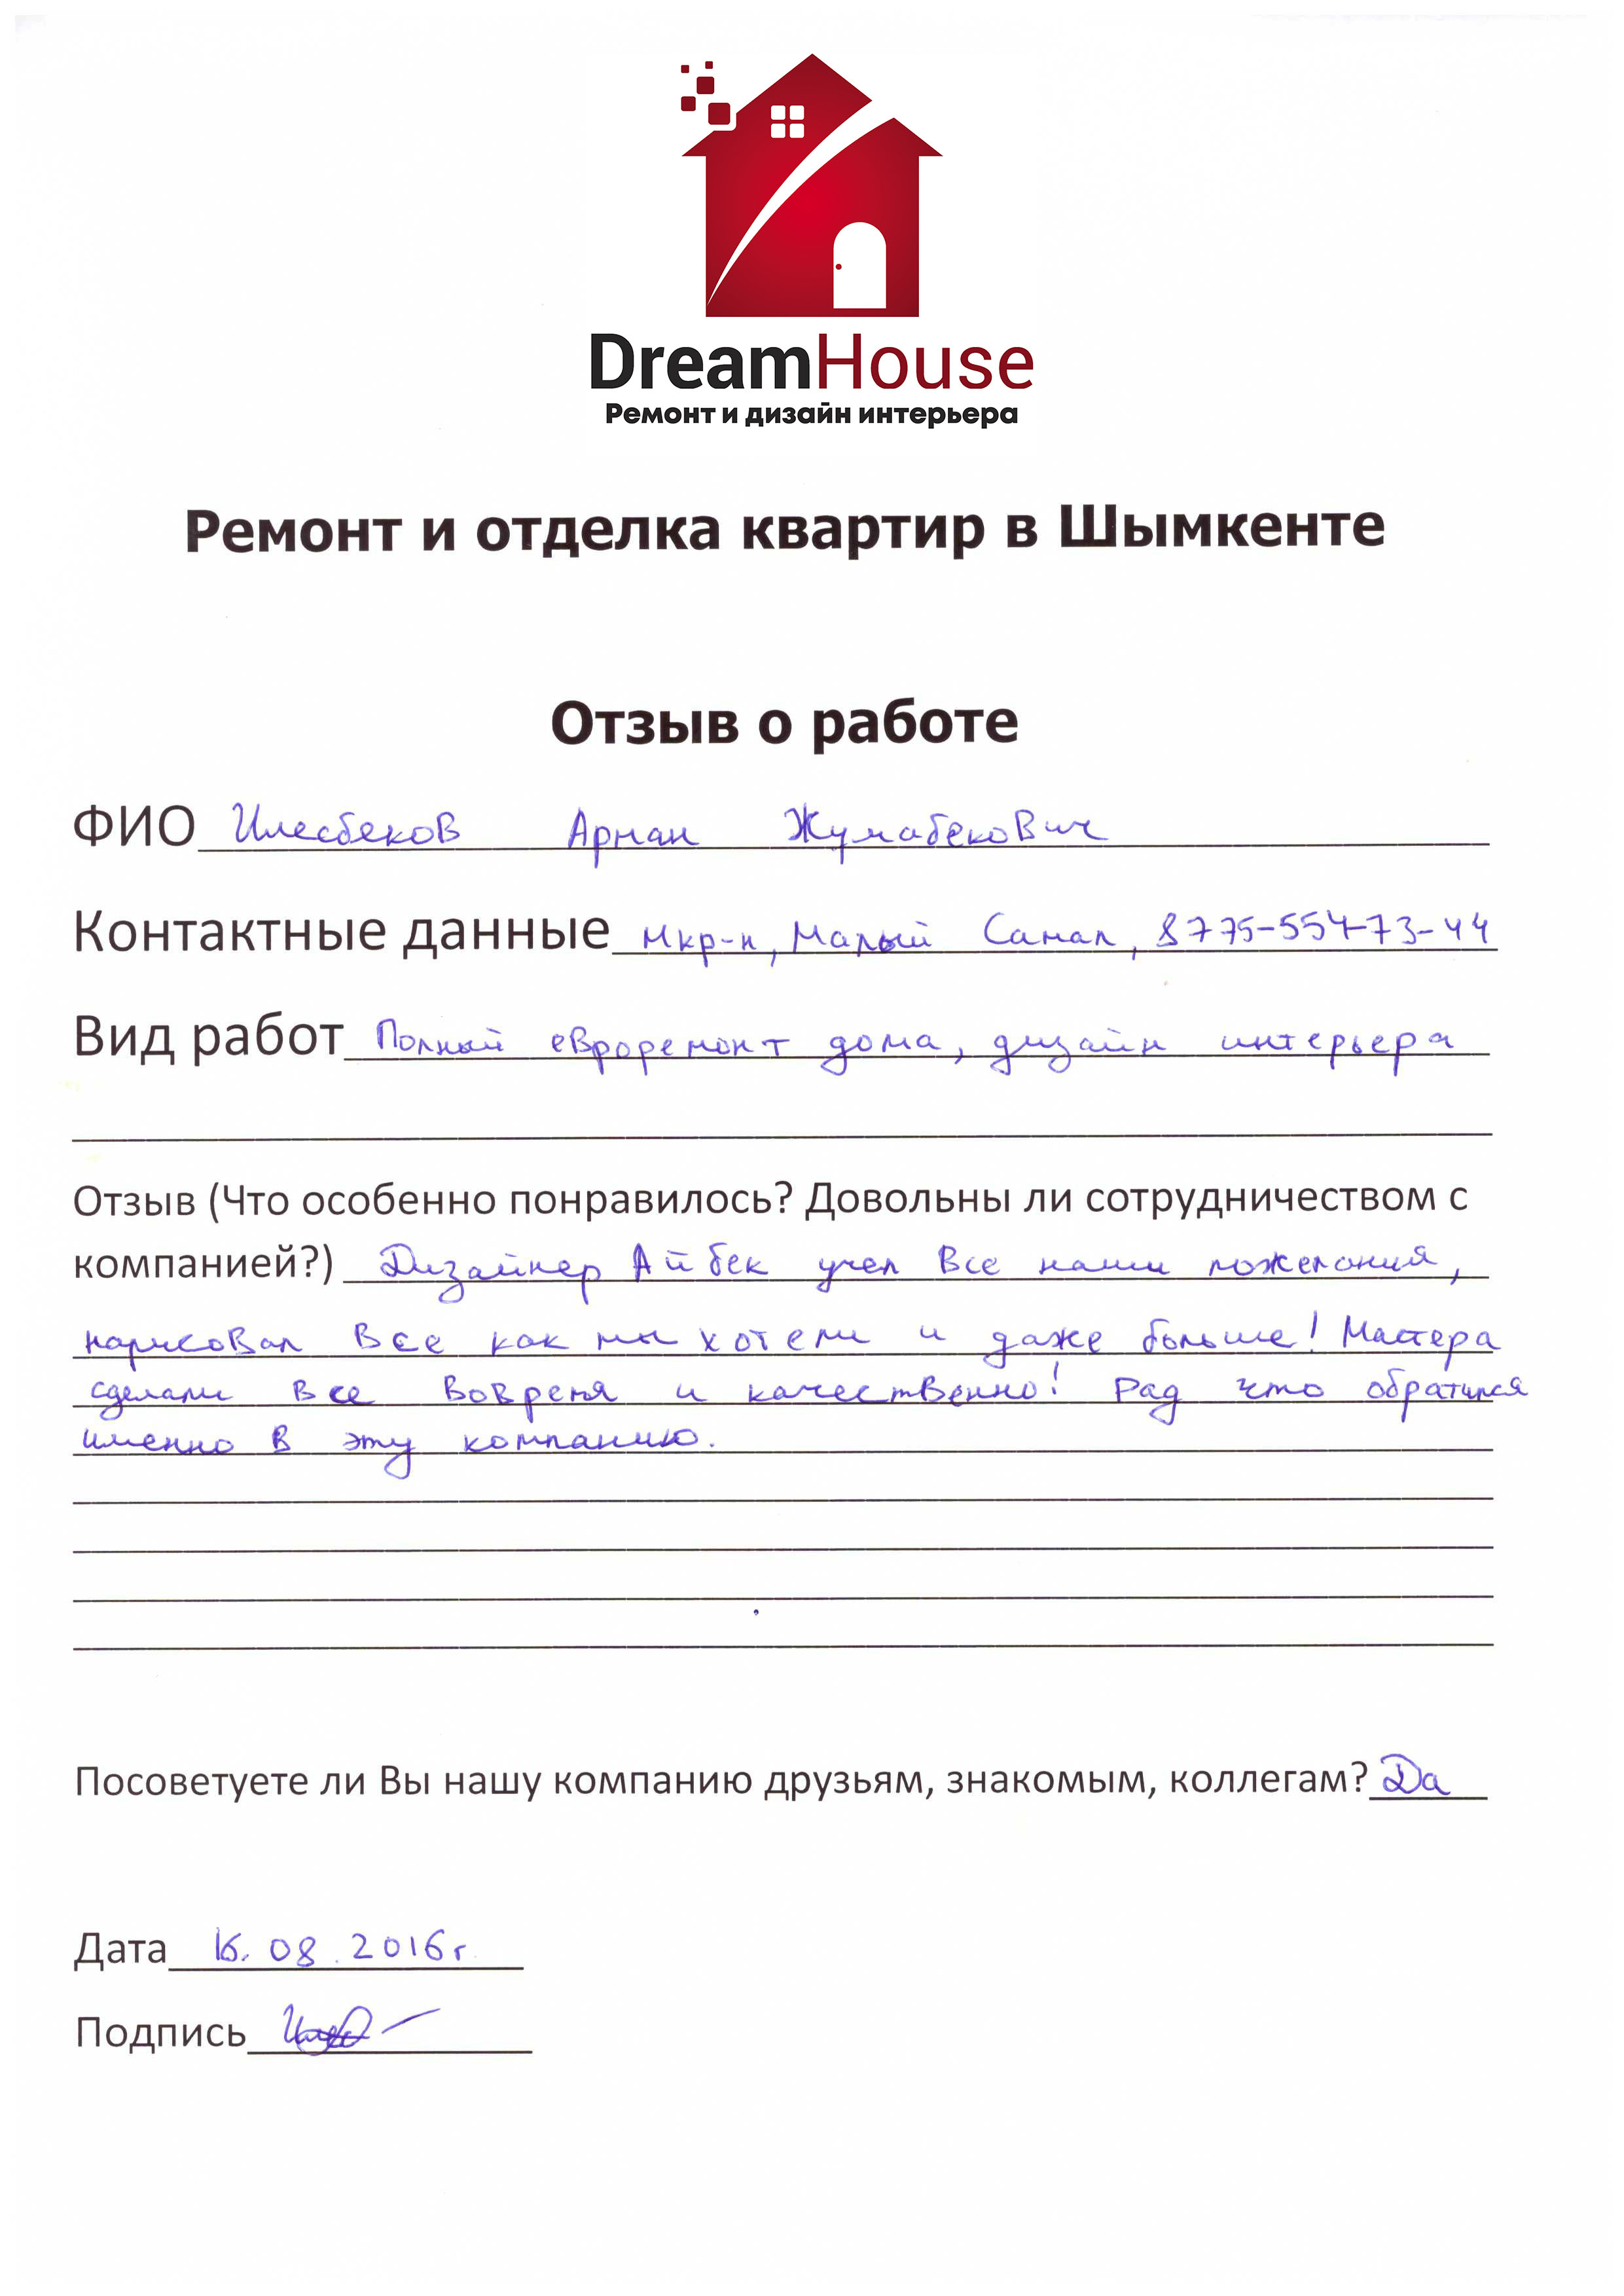 DreamHouse
Ремонт и дизайн интерьера
Ремонт и отделка квартир в Шымкенте
Отзыв о работе
ФИО Илесбеков Арман Жумабекович
Контактные данные мкр-н, Малый Самал, 8775-554-73-44
Вид работ Полный евроремонт дома, дизайн интерьера
Отзыв (Что особенно понравилось? Довольны ли сотрудничеством с
компанией?) Дизайнер Айбек учел все наши пожелания,
нарисовал все как мы хотели и даже больше! Мастера
сделали все вовремя и качественно! Рад что обратился
именно в эту компанию.
Посоветуете ли Вы нашу компанию друзьям, знакомым, коллегам? Да
Дата 16.08.2016г
Подпись